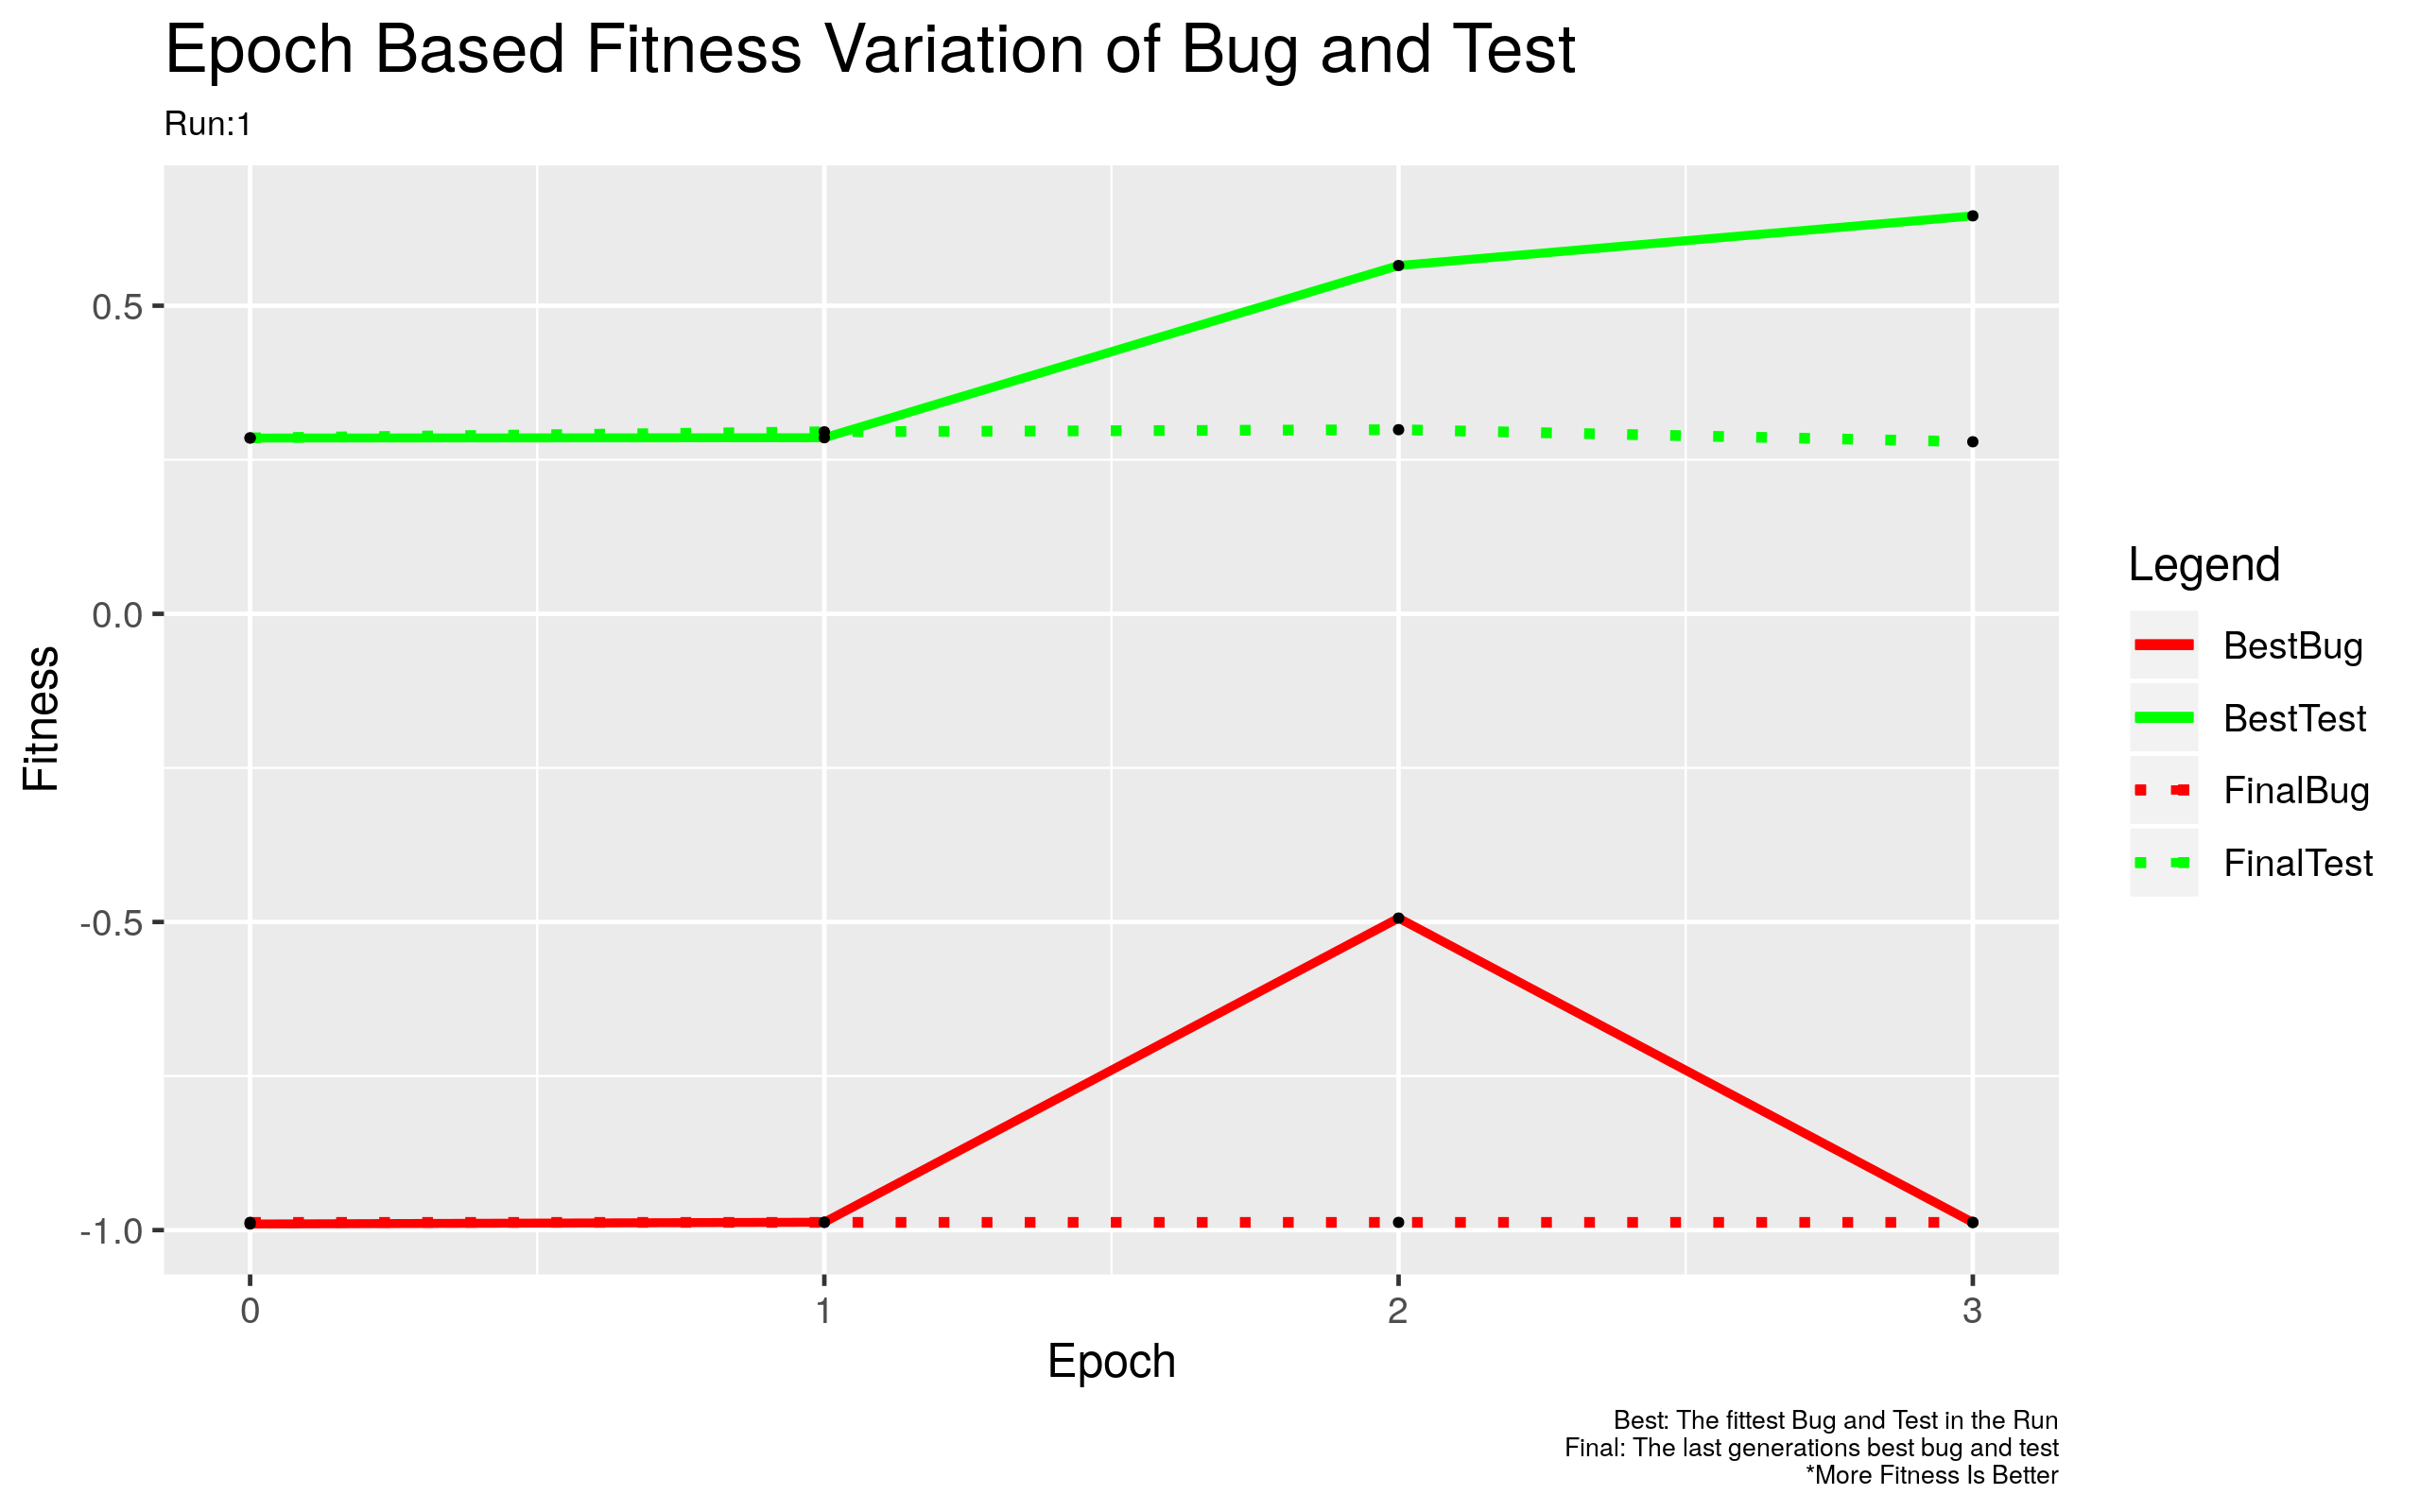 Epoch Based Fitness Variation of Bug and Test
Run:1
Fitness
0.5
0.0
-0.5
-1.0
0
1
2
3
Epoch
Legend
BestBug
BestTest
FinalBug
FinalTest
Best: The fittest Bug and Test in the Run
Final: The last generations best bug and test
*More Fitness Is Better